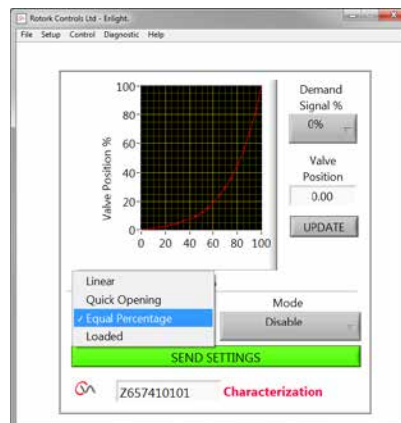 Rotork Controls Ltd - Enlight.
File Setup Control Diagnostic Help
Demand
Signal %
0%
Valve
Position
0.00
UPDATE
Valve Position %
100
80
60
40
20
0
0 20 40 60 80 100
Linear
Quick Opening
✓ Equal Percentage
Loaded
Mode
Disable
SEND SETTINGS
Z657410101
Characterization